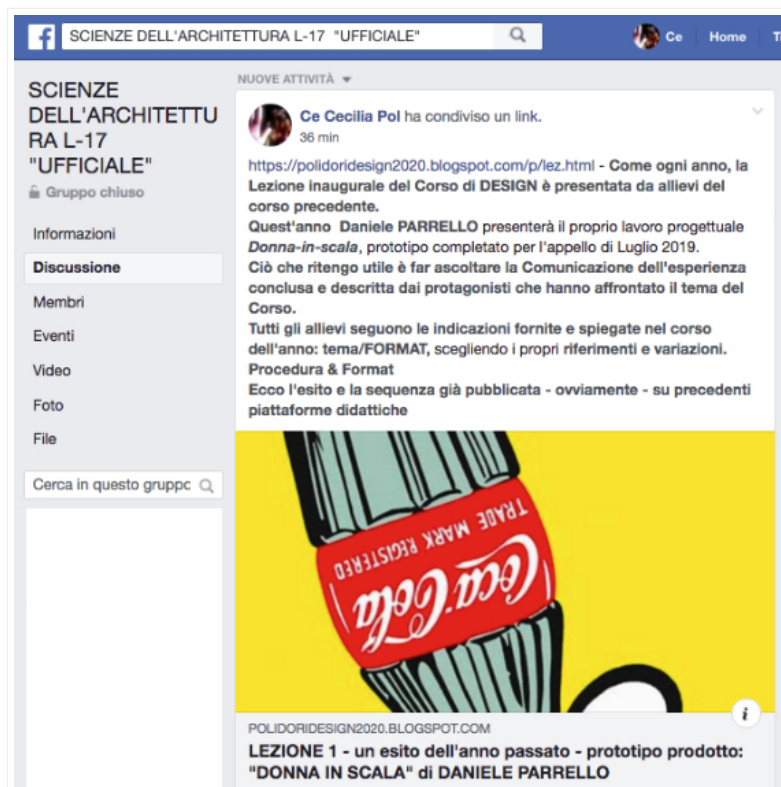 SCIENZE DELL'ARCHITETTURA L-17 "UFFICIALE"
Ce
Home
SCIENZE
DELL'ARCHITETTU
RA L-17
"UFFICIALE"
Gruppo chiuso
Informazioni
Discussione
Membri
Eventi
Video
Foto
File
Cerca in questo gruppc
NUOVE ATTIVITÀ
Ce Cecilia Pol ha condiviso un link.
36 min
https://polidoridesign2020.blogspot.com/p/lez.html - Come ogni anno, la
Lezione inaugurale del Corso di DESIGN è presentata da allievi del
corso precedente.
Quest'anno Daniele PARRELLO presenterà il proprio lavoro progettuale
Donna-in-scala, prototipo completato per l'appello di Luglio 2019.
Ciò che ritengo utile è far ascoltare la Comunicazione dell'esperienza
conclusa e descritta dai protagonisti che hanno affrontato il tema del
Corso.
Tutti gli allievi seguono le indicazioni fornite e spiegate nel corso
dell'anno: tema/FORMAT, scegliendo i propri riferimenti e variazioni.
Procedura & Format
Ecco l'esito e la sequenza già pubblicata - ovviamente - su precedenti
piattaforme didattiche
Coca-Cola
TRADE MARK REGISTERED
POLIDORIDESIGN2020.BLOGSPOT.COM
LEZIONE 1 - un esito dell'anno passato - prototipo prodotto:
"DONNA IN SCALA" di DANIELE PARRELLO